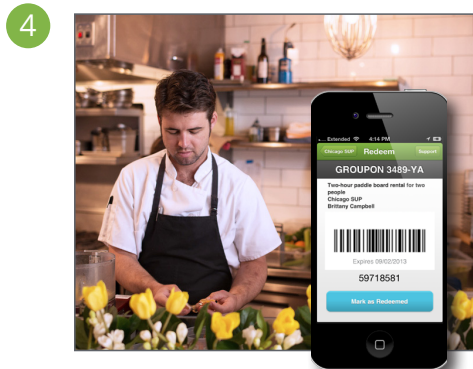 4
Extended 4:14 PM
Chicago SUP Redeem Support
GROUPON 3489-YA
Two-hour paddle board rental for two
people
Chicago SUP
Brittany Campbell
Expires 09/02/2013
59718581
Mark as Redeemed